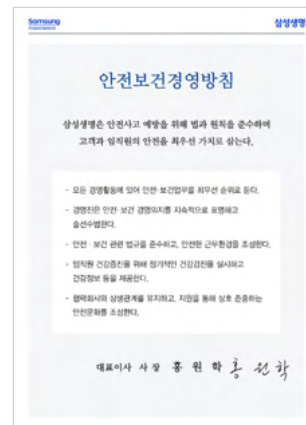 Samsung
삼성생명
안전보건경영방침
삼성생명은 안전사고 예방을 위해 법과 원칙을 준수하며
고객과 임직원의 안전을 최우선 가치로 삼는다.
- 모든 경영활동에 있어 안전·보건업무를 최우선 순위로 둔다.
- 경영진은 안전·보건 경영의지를 지속적으로 표명하고
솔선수범한다.
- 안전·보건 관련 법규를 준수하고, 안전한 근무환경을 조성한다.
- 임직원 건강증진을 위해 정기적인 건강검진을 실시하고
건강정보 등을 제공한다.
- 협력회사와 상생관계를 유지하고, 지원을 통해 상호 존중하는
안전문화를 조성한다.
대표이사 사장 홍원학 홍원학